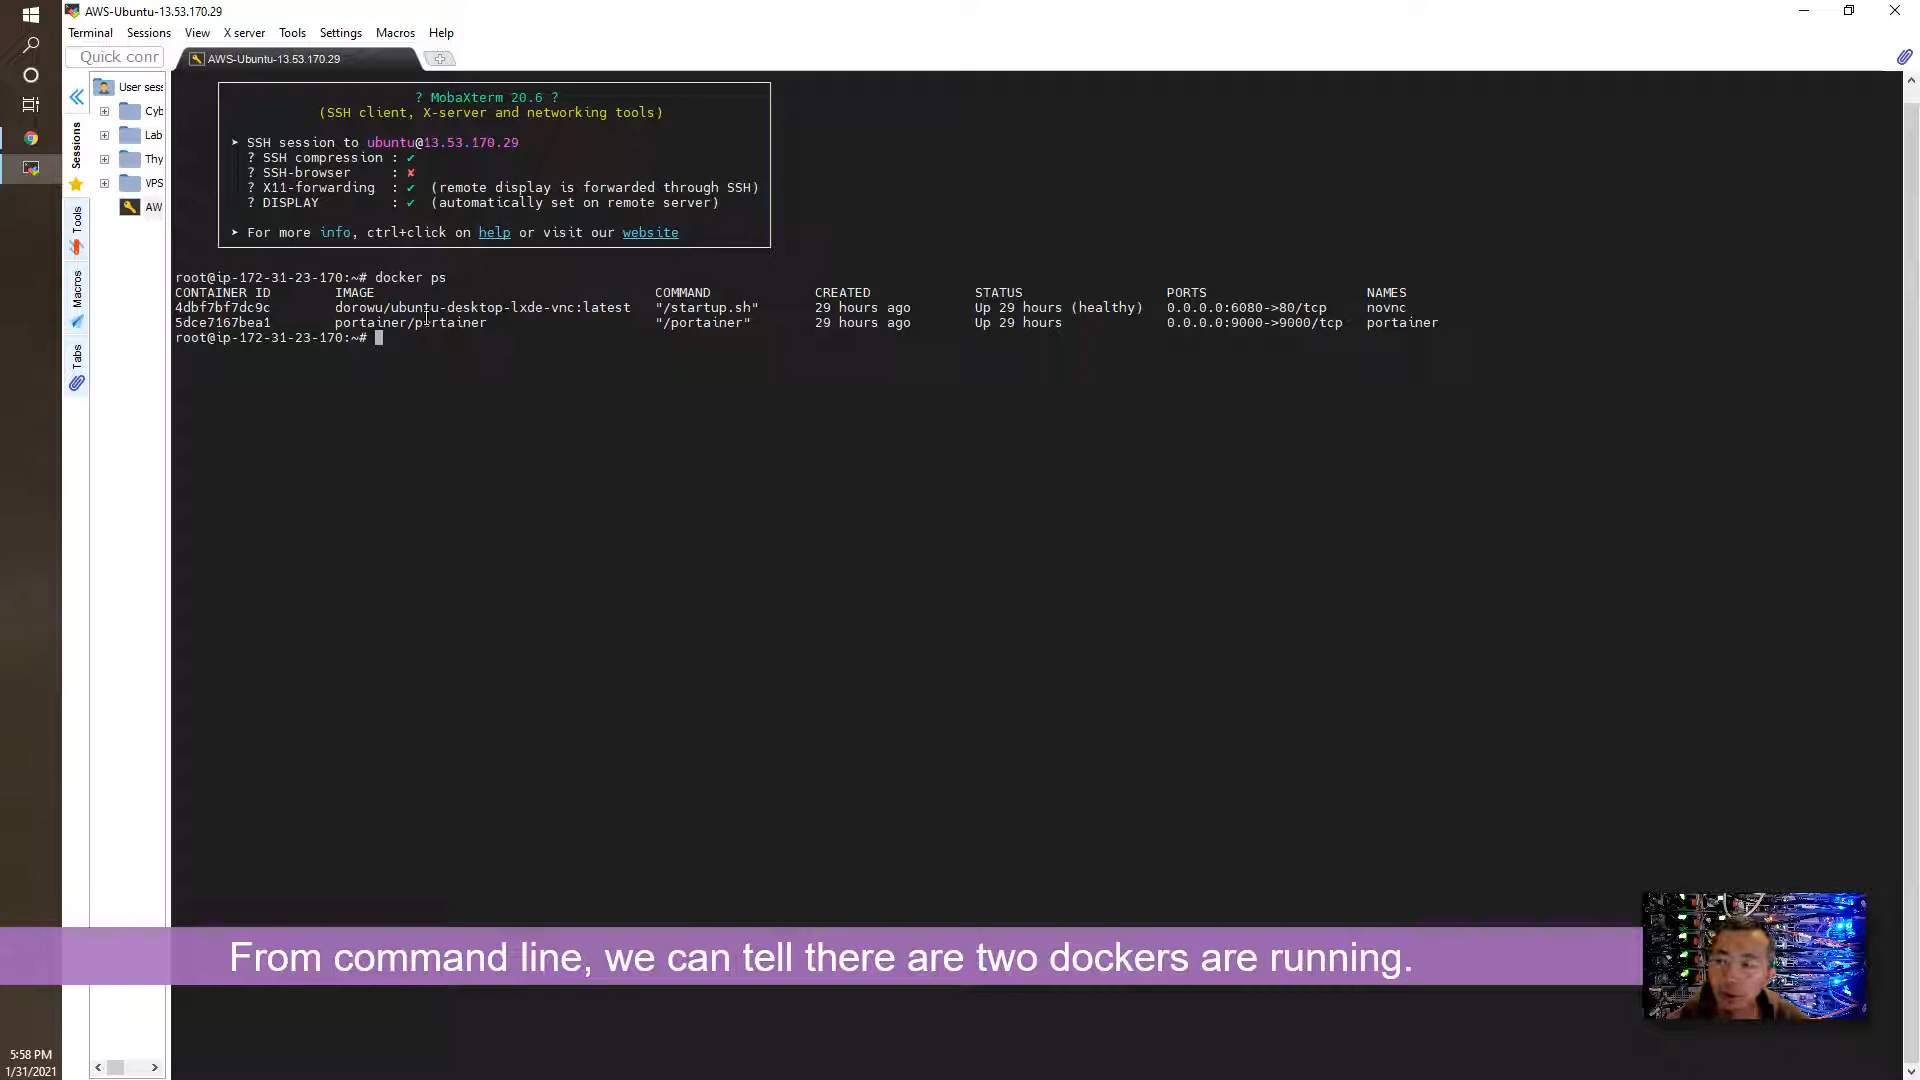 AWS-Ubuntu-13.53.170.29
Terminal Sessions View X server Tools Settings Macros Help
Quick conr
AWS-Ubuntu-13.53.170.29
User sess
Cyb
Lab
Thy
VPS
AW
Sessions
Tools
Macros
Tabs
? MobaXterm 20.6 ?
(SSH client, X-server and networking tools)
➤ SSH session to ubuntu@13.53.170.29
? SSH compression : ✔
? SSH-browser : ✘
? X11-forwarding : ✔ (remote display is forwarded through SSH)
? DISPLAY : ✔ (automatically set on remote server)
➤ For more info, ctrl+click on help or visit our website
root@ip-172-31-23-170:~# docker ps
CONTAINER ID IMAGE COMMAND CREATED STATUS PORTS NAMES
4dbf7bf7dc9c dorowu/ubuntu-desktop-lxde-vnc:latest "/startup.sh" 29 hours ago Up 29 hours (healthy) 0.0.0.0:6080->80/tcp novnc
5dce7167bea1 portainer/portainer "/portainer" 29 hours ago Up 29 hours 0.0.0.0:9000->9000/tcp portainer
root@ip-172-31-23-170:~#
From command line, we can tell there are two dockers are running.
5:58 PM
1/31/2021